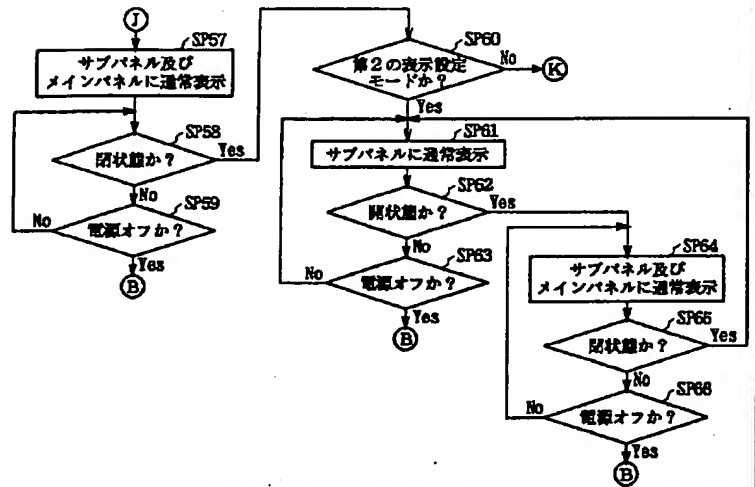 J
SP57
サブパネル及び
メインパネルに通常表示
SP58
閉状態か?
Yes
No
SP59
電源オフか?
No
Yes
B
SP60
第2の表示設定
モードか?
No
K
Yes
SP61
サブパネルに通常表示
SP62
開状態か?
Yes
No
SP63
電源オフか?
No
Yes
B
SP64
サブパネル及び
メインパネルに通常表示
SP65
閉状態か?
Yes
No
SP66
電源オフか?
No
Yes
B